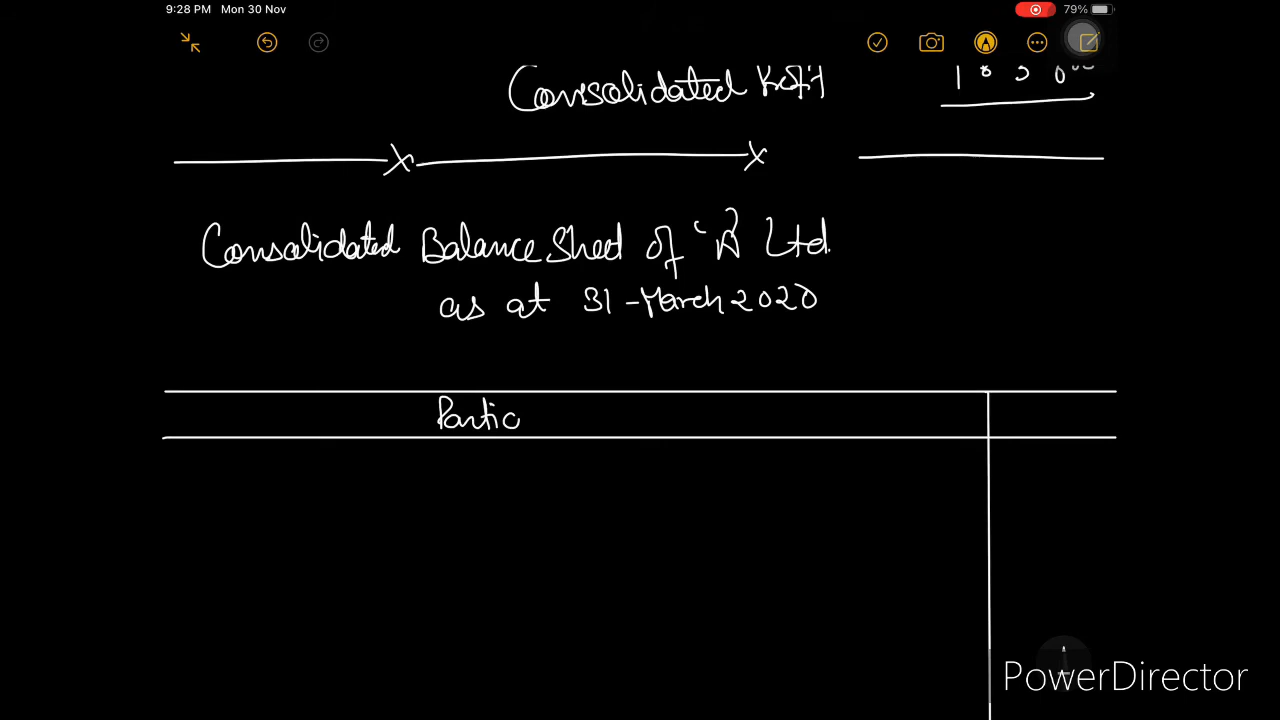 9:28 PM Mon 30 Nov 79%
Consolidated Profit
Consolidated Balance Sheet of Ltd.
as at 31-March 2020
Partic
PowerDirector